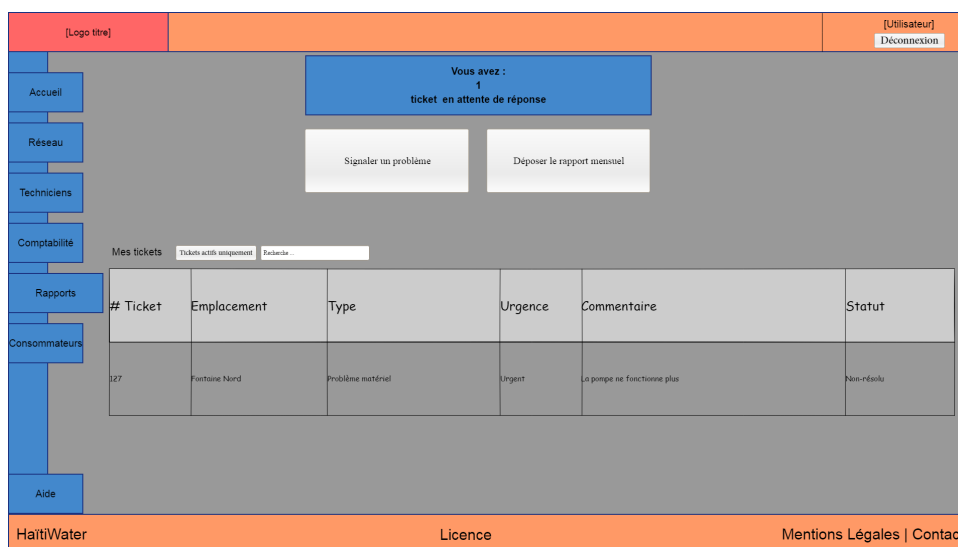 [Logo titre]
[Utilisateur]
Déconnexion
Vous avez :
1
ticket en attente de réponse
Accueil
Réseau
Techniciens
Comptabilité
Rapports
Consommateurs
Aide
Signaler un problème
Déposer le rapport mensuel
Mes tickets
Tickets actifs uniquement
Recherche ...
# Ticket Emplacement Type Urgence Commentaire Statut
127 Fontaine Nord Problème matériel Urgent La pompe ne fonctionne plus Non-résolu
HaïtiWater
Licence
Mentions Légales | Contac